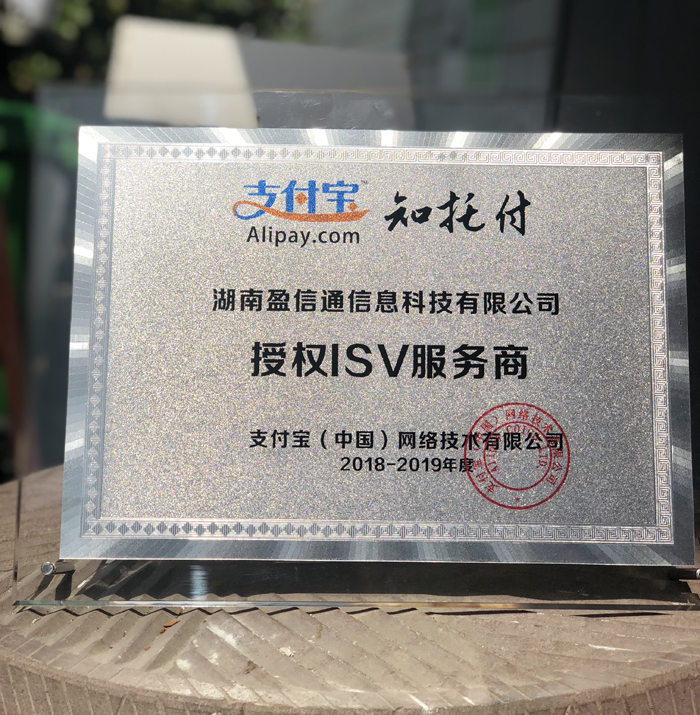 支付宝™ 知托付
Alipay.com
湖南盈信通信息科技有限公司
授权ISV服务商
支付宝（中国）网络技术有限公司
2018-2019年度